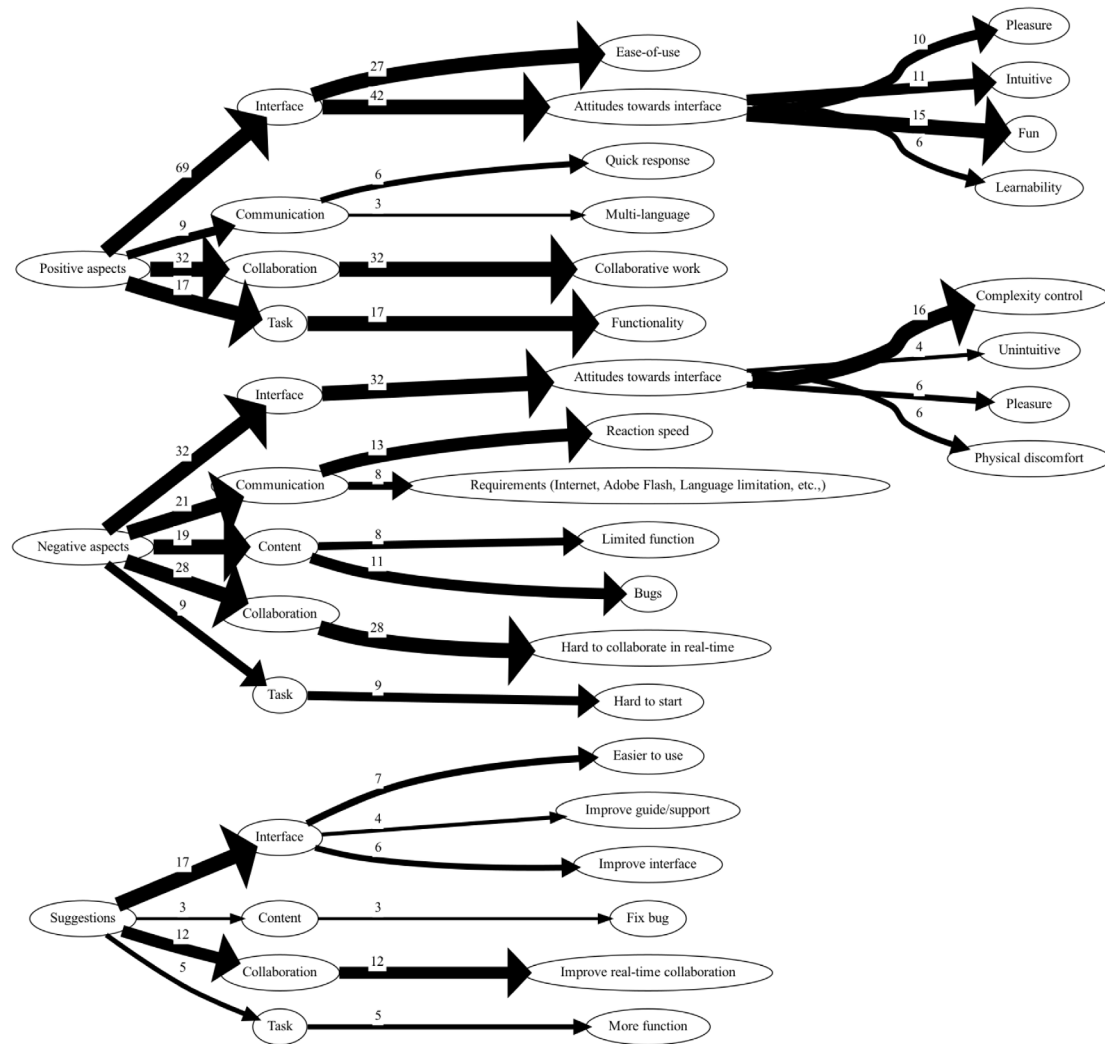 Positive aspects
69
9
32
17
Interface
27
42
Ease-of-use
Attitudes towards interface
10
11
15
6
Pleasure
Intuitive
Fun
Learnability
Communication
6
3
Quick response
Multi-language
Collaboration
32
Collaborative work
Task
17
Functionality
Negative aspects
32
21
19
28
9
Interface
32
Attitudes towards interface
16
4
6
6
Complexity control
Unintuitive
Pleasure
Physical discomfort
Communication
13
8
Reaction speed
Requirements (Internet, Adobe Flash, Language limitation, etc.,)
Content
8
11
Limited function
Bugs
Collaboration
28
Hard to collaborate in real-time
Task
9
Hard to start
Suggestions
17
3
12
5
Interface
7
4
6
Easier to use
Improve guide/support
Improve interface
Content
3
Fix bug
Collaboration
12
Improve real-time collaboration
Task
5
More function